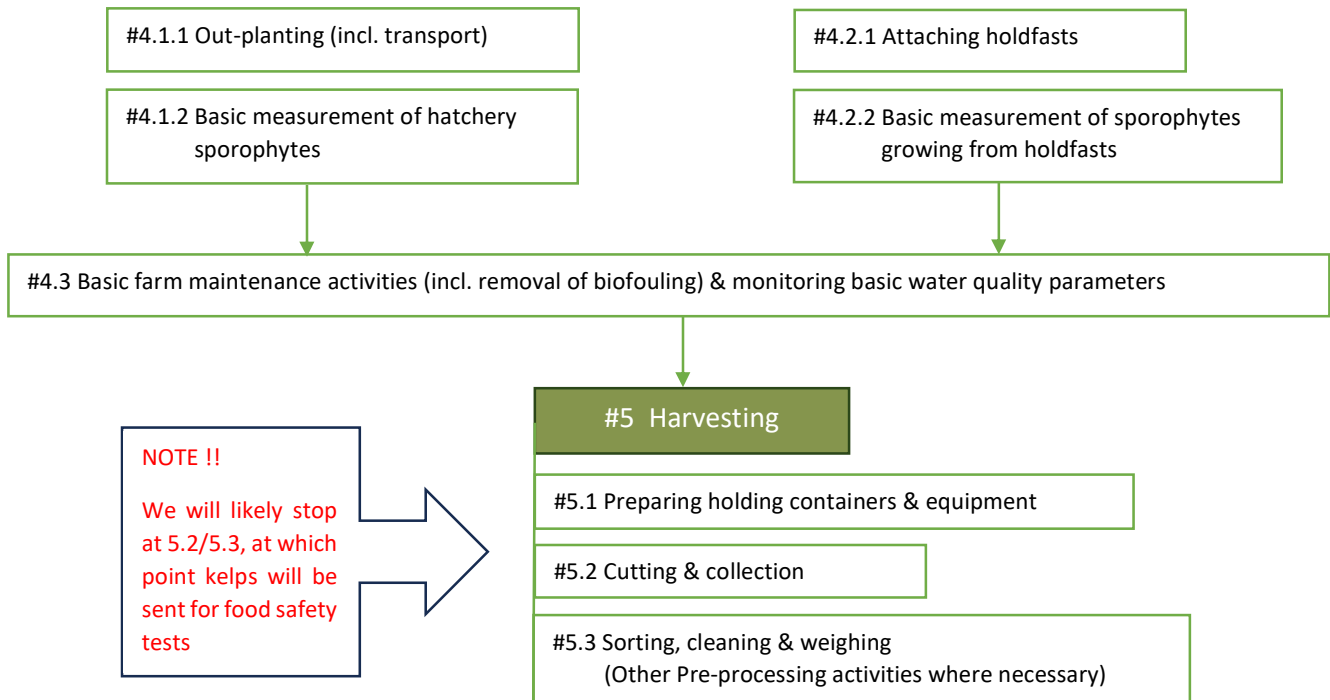 #4.1.1 Out-planting (incl. transport)
#4.1.2 Basic measurement of hatchery
sporophytes
#4.2.1 Attaching holdfasts
#4.2.2 Basic measurement of sporophytes
growing from holdfasts
#4.3 Basic farm maintenance activities (incl. removal of biofouling) & monitoring basic water quality parameters
#5 Harvesting
NOTE !!
We will likely stop
at 5.2/5.3, at which
point kelps will be
sent for food safety
tests
#5.1 Preparing holding containers & equipment
#5.2 Cutting & collection
#5.3 Sorting, cleaning & weighing
(Other Pre-processing activities where necessary)